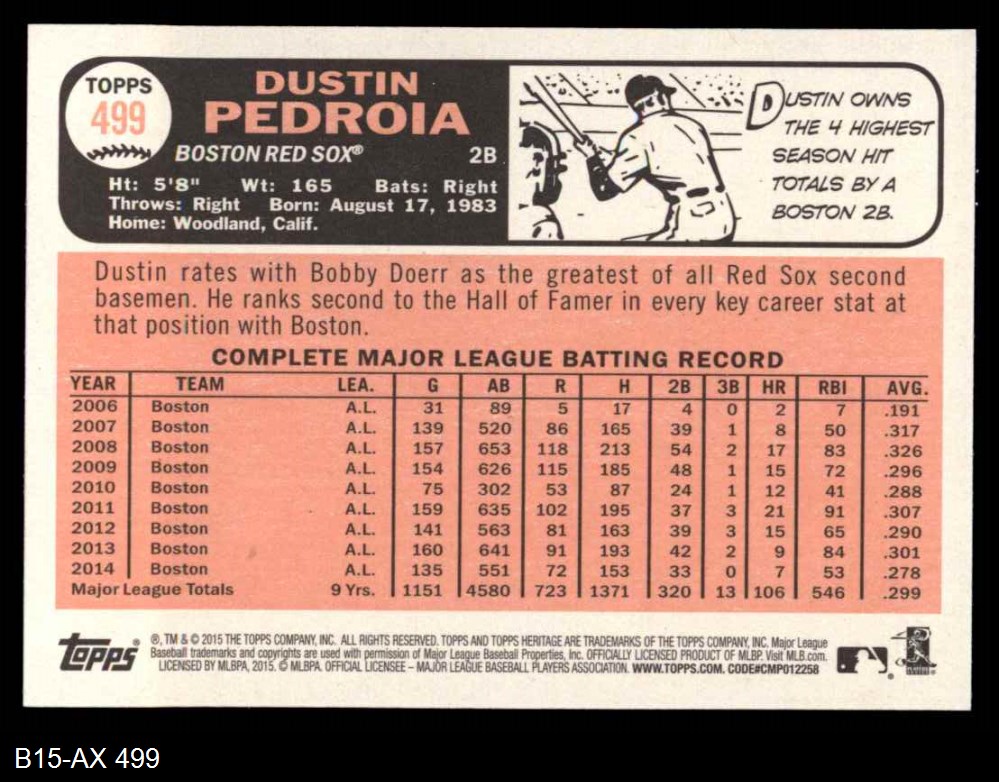 TOPPS
499
DUSTIN
PEDROIA
BOSTON RED SOX® 2B
Ht: 5'8" Wt: 165 Bats: Right
Throws: Right Born: August 17, 1983
Home: Woodland, Calif.
DUSTIN OWNS
THE 4 HIGHEST
SEASON HIT
TOTALS BY A
BOSTON 2B.
Dustin rates with Bobby Doerr as the greatest of all Red Sox second
basemen. He ranks second to the Hall of Famer in every key career stat at
that position with Boston.
COMPLETE MAJOR LEAGUE BATTING RECORD
YEAR TEAM LEA. G AB R H 2B 3B HR RBI AVG.
2006 Boston A.L. 31 89 5 17 4 0 2 7 .191
2007 Boston A.L. 139 520 86 165 39 1 8 50 .317
2008 Boston A.L. 157 653 118 213 54 2 17 83 .326
2009 Boston A.L. 154 626 115 185 48 1 15 72 .296
2010 Boston A.L. 75 302 53 87 24 1 12 41 .288
2011 Boston A.L. 159 635 102 195 37 3 21 91 .307
2012 Boston A.L. 141 563 81 163 39 3 15 65 .290
2013 Boston A.L. 160 641 91 193 42 2 9 84 .301
2014 Boston A.L. 135 551 72 153 33 0 7 53 .278
Major League Totals 9 Yrs. 1151 4580 723 1371 320 13 106 546 .299
topps®
®, TM & © 2015 THE TOPPS COMPANY, INC. ALL RIGHTS RESERVED. TOPPS AND TOPPS HERITAGE ARE TRADEMARKS OF THE TOPPS COMPANY, INC. Major League
Baseball trademarks and copyrights are used with permission of Major League Baseball Properties, Inc. OFFICIALLY LICENSED PRODUCT OF MLBP. Visit MLB.com.
LICENSED BY MLBPA, 2015. © MLBPA. OFFICIAL LICENSEE – MAJOR LEAGUE BASEBALL PLAYERS ASSOCIATION. WWW.TOPPS.COM. CODE#CMP012258
B15-AX 499